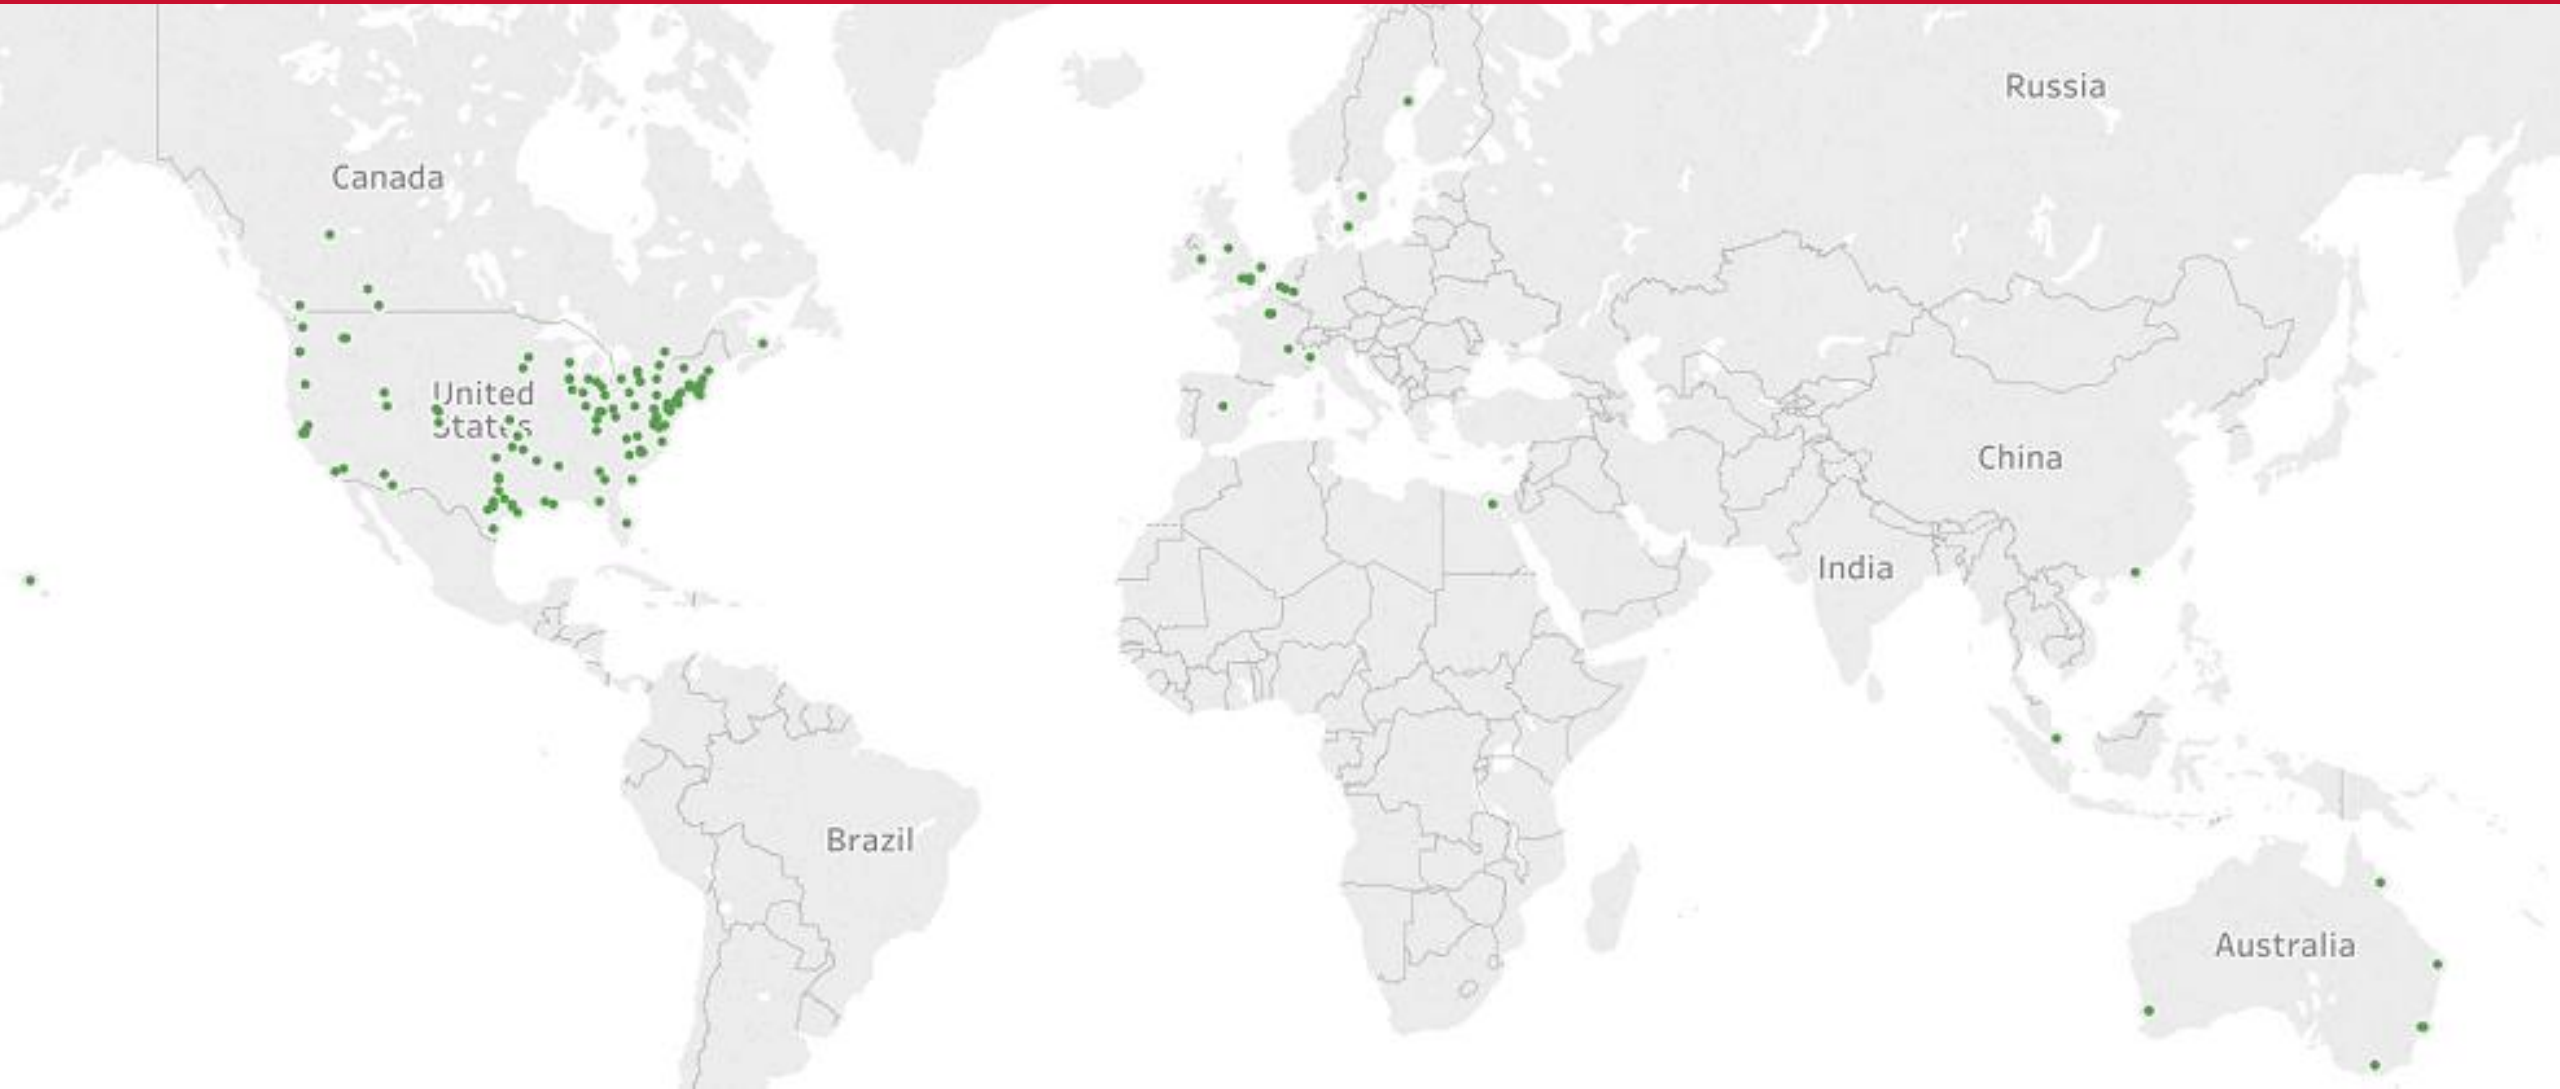 Russia
Canada
United
States
China
India
Brazil
Australia